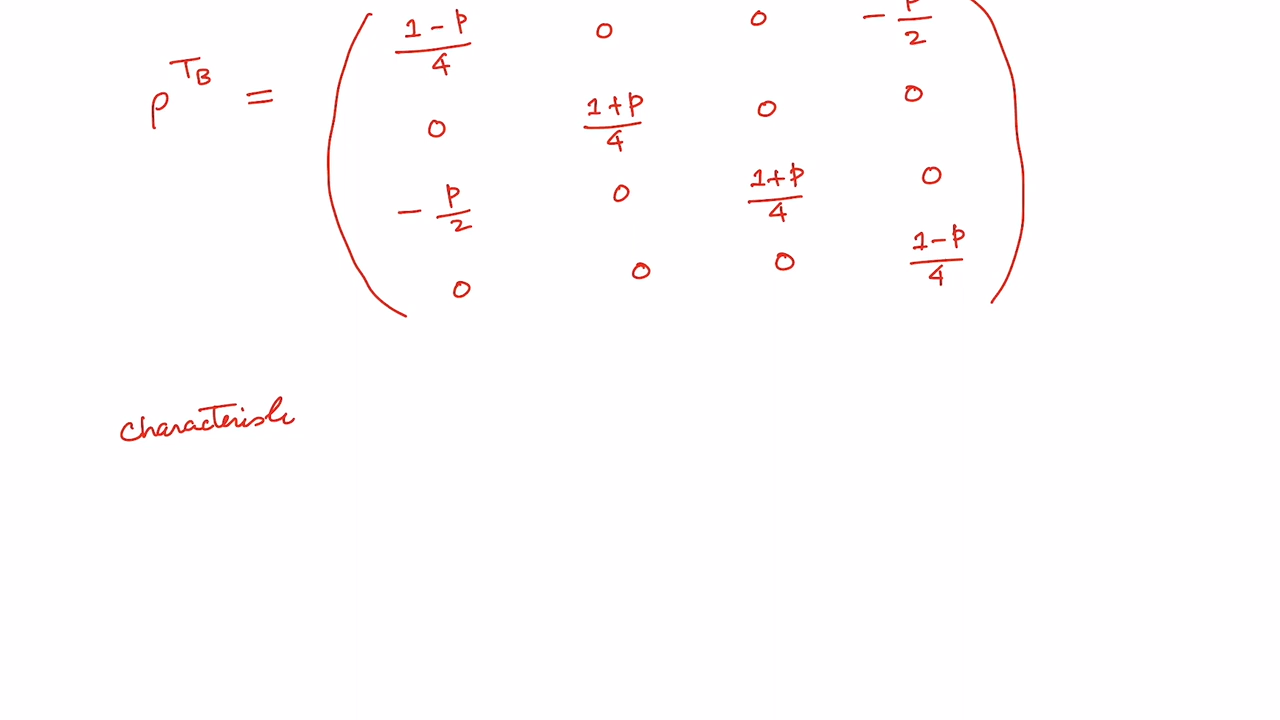 ρ^{T_B} = ( (1-p)/4 0 0 -p/2
0 (1+p)/4 0 0
-p/2 0 (1+p)/4 0
0 0 0 (1-p)/4 )